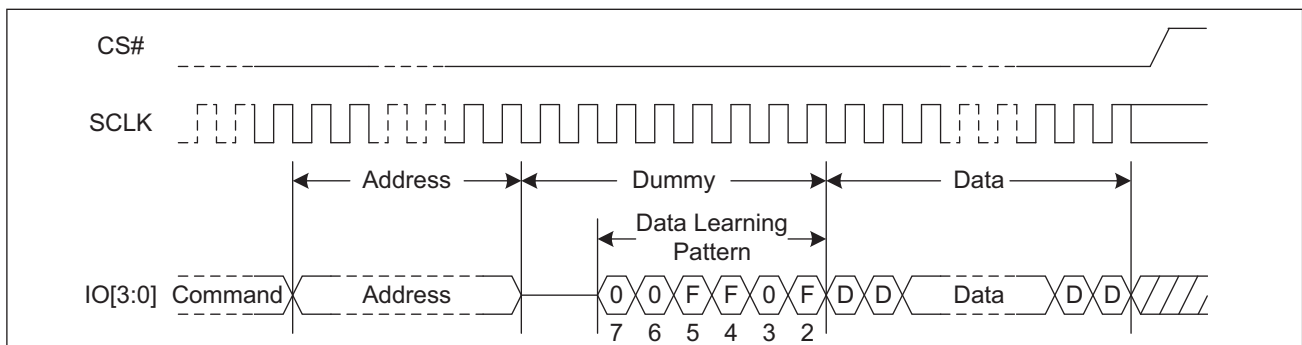 CS#
SCLK
Address Dummy Data
Data Learning
Pattern
IO[3:0] Command Address 0 0 F F 0 F D D Data D D
7 6 5 4 3 2